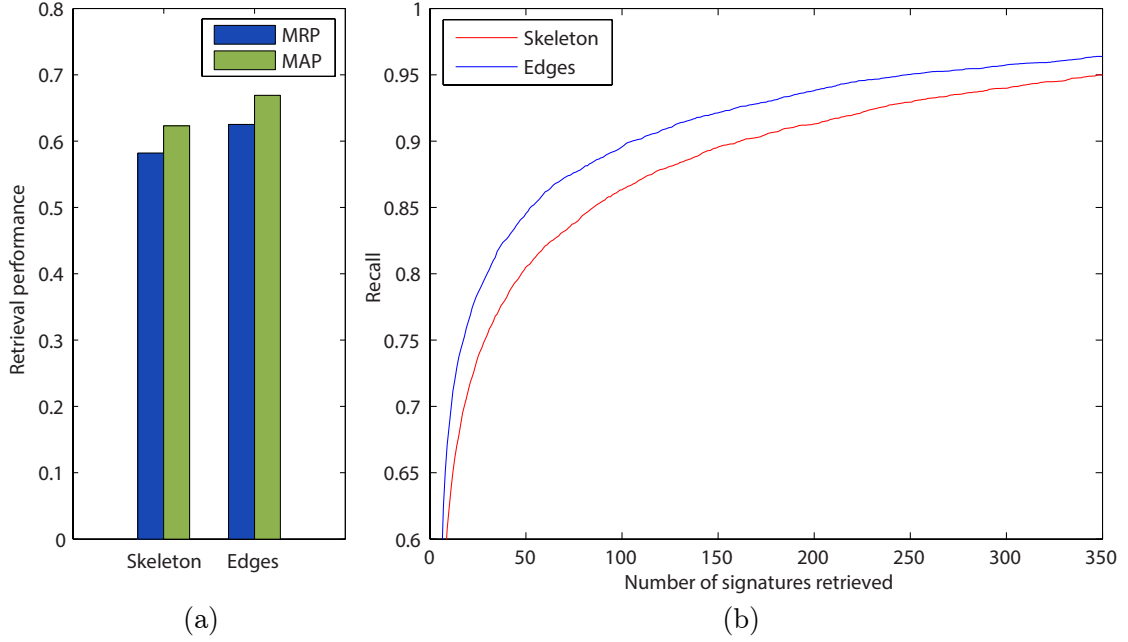 0.8
0.7
0.6
0.5
0.4
0.3
0.2
0.1
0
Retrieval performance
MRP
MAP
Skeleton Edges
(a)
1
0.95
0.9
0.85
0.8
0.75
0.7
0.65
0.6
Recall
Skeleton
Edges
0 50 100 150 200 250 300 350
Number of signatures retrieved
(b)